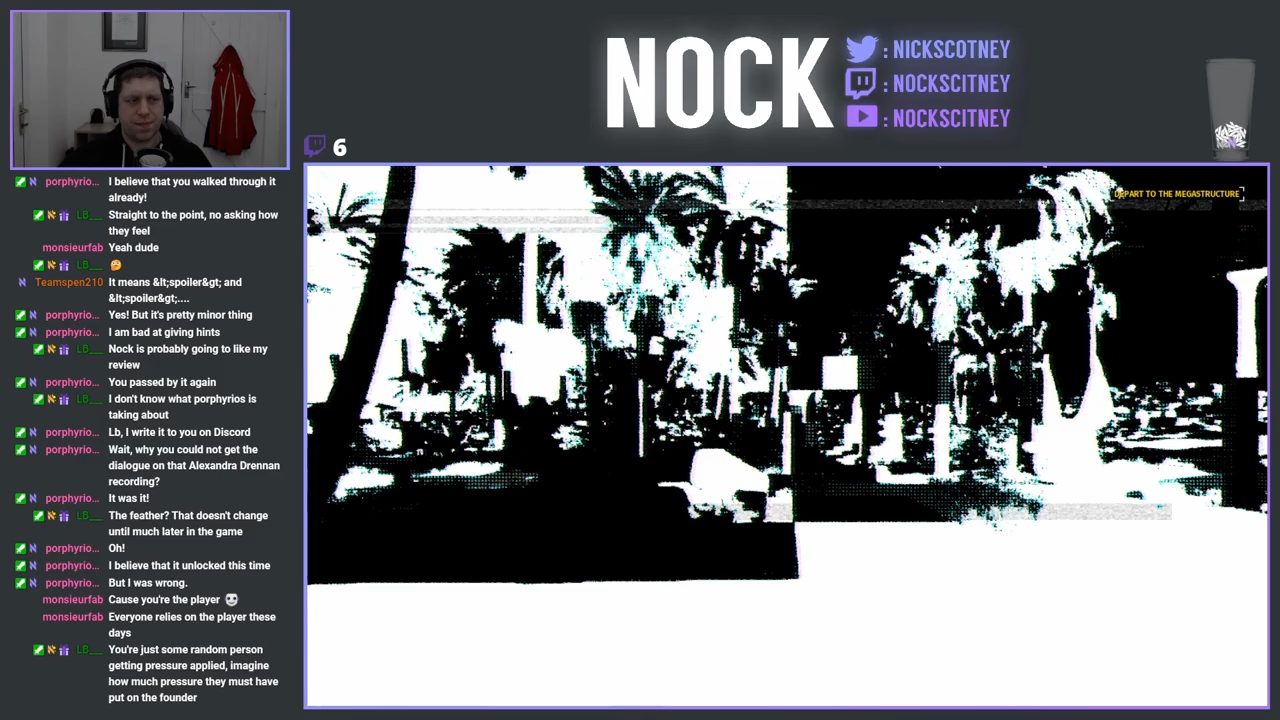 NOCK
: NICKSCOTNEY
: NOCKSCITNEY
: NOCKSCITNEY
6
DEPART TO THE MEGASTRUCTURE
porphyrio... I believe that you walked through it
already!
LB__ Straight to the point, no asking how
they feel
monsieurfab Yeah dude
LB__
Teamspen210 It means &lt;spoiler&gt; and
&lt;spoiler&gt;....
porphyrio... Yes! But it's pretty minor thing
porphyrio... I am bad at giving hints
LB__ Nock is probably going to like my
review
porphyrio... You passed by it again
LB__ I don't know what porphyrios is
taking about
porphyrio... Lb, I write it to you on Discord
porphyrio... Wait, why you could not get the
dialogue on that Alexandra Drennan
recording?
porphyrio... It was it!
LB__ The feather? That doesn't change
until much later in the game
porphyrio... Oh!
porphyrio... I believe that it unlocked this time
porphyrio... But I was wrong.
monsieurfab Cause you're the player
monsieurfab Everyone relies on the player these
days
LB__ You're just some random person
getting pressure applied, imagine
how much pressure they must have
put on the founder